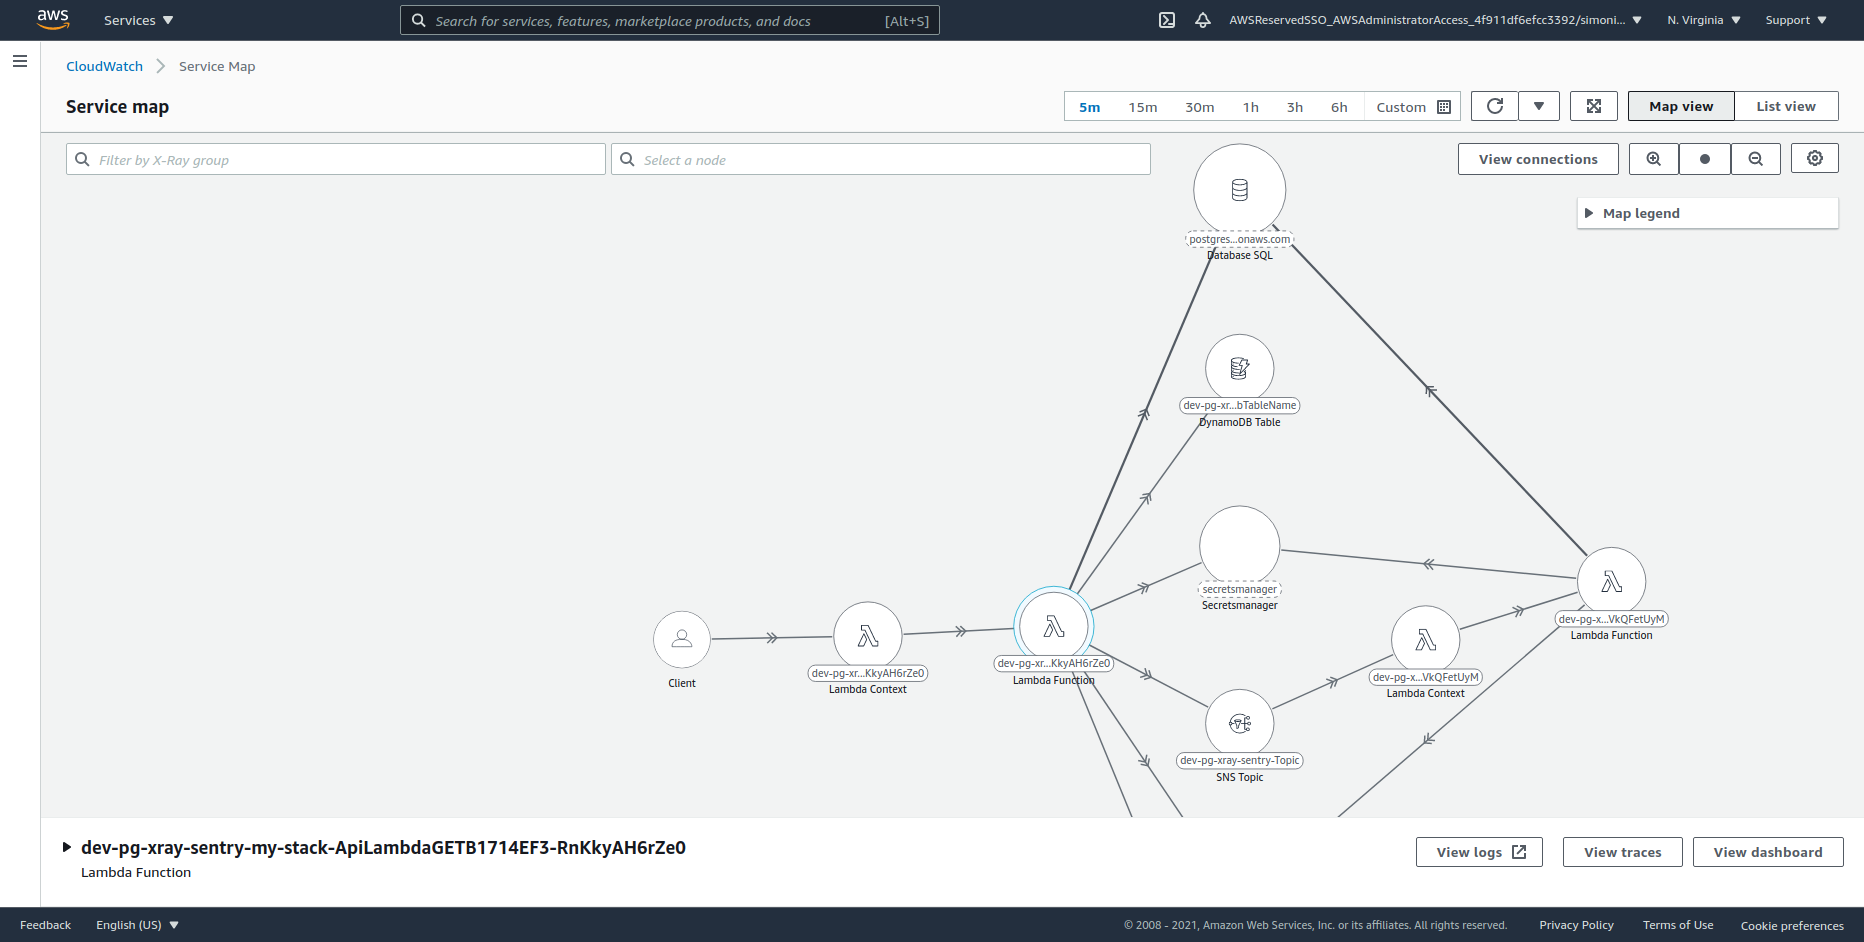 aws
Services
Search for services, features, marketplace products, and docs [Alt+S]
AWSReservedSSO_AWSAdministratorAccess_4f911df6efcc3392/simoni...
N. Virginia
Support
CloudWatch
Service Map
Service map
5m 15m 30m 1h 3h 6h Custom
Map view List view
Filter by X-Ray group
Select a node
View connections
Map legend
postgres...onaws.com
Database SQL
dev-pg-xr...bTableName
DynamoDB Table
secretsmanager
Secretsmanager
dev-pg-x...VkQFetUyM
Lambda Function
Client
dev-pg-xr...KkyAH6rZe0
Lambda Context
dev-pg-xr...KkyAH6rZe0
Lambda Function
dev-pg-x...VkQFetUyM
Lambda Context
dev-pg-xray-sentry-Topic
SNS Topic
dev-pg-xray-sentry-my-stack-ApiLambdaGETB1714EF3-RnKkyAH6rZe0
Lambda Function
View logs
View traces
View dashboard
Feedback
English (US)
© 2008 - 2021, Amazon Web Services, Inc. or its affiliates. All rights reserved.
Privacy Policy
Terms of Use
Cookie preferences